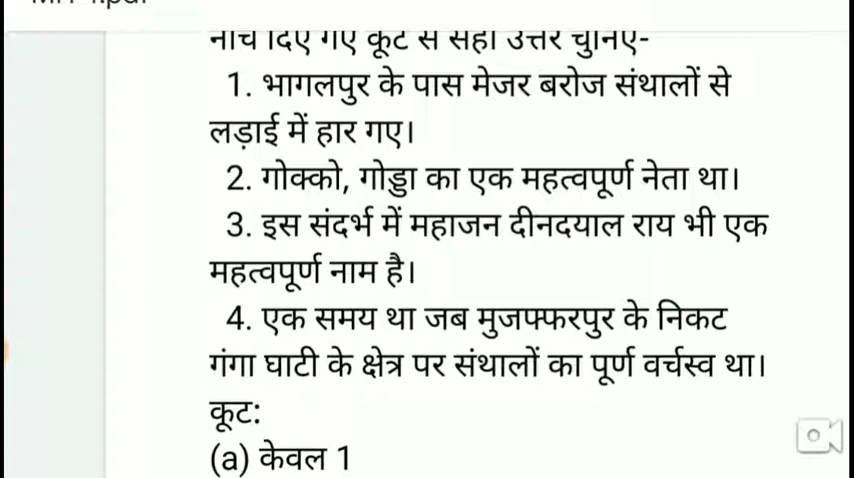 नीचे दिए गए कूट से सही उत्तर चुनिए-
1. भागलपुर के पास मेजर बरोज संथालों से
लड़ाई में हार गए।
2. गोक्को, गोड्डा का एक महत्वपूर्ण नेता था।
3. इस संदर्भ में महाजन दीनदयाल राय भी एक
महत्वपूर्ण नाम है।
4. एक समय था जब मुजफ्फरपुर के निकट
गंगा घाटी के क्षेत्र पर संथालों का पूर्ण वर्चस्व था।
कूट:
(a) केवल 1